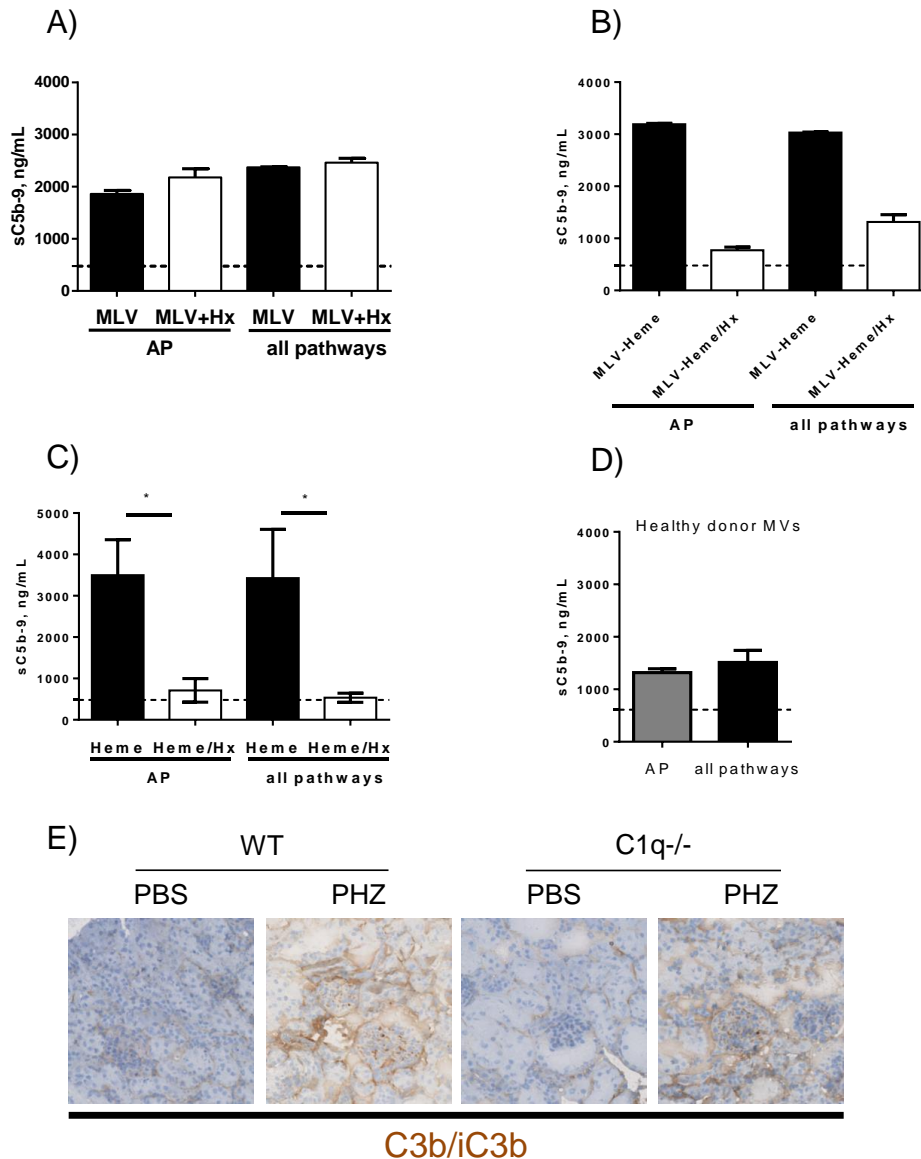 A)
sC5b-9, ng/mL
4000
3000
2000
1000
0
MLV MLV+Hx MLV MLV+Hx
AP all pathways
B)
sC5b-9, ng/mL
4000
3000
2000
1000
0
MLV-Heme MLV-Heme/Hx MLV-Heme MLV-Heme/Hx
AP all pathways
C)
* *
sC5b-9, ng/mL
5000
4000
3000
2000
1000
0
Heme Heme/Hx Heme Heme/Hx
AP all pathways
D)
Healthy donor MVs
sC5b-9, ng/mL
4000
3000
2000
1000
0
AP all pathways
E)
WT C1q-/-
PBS PHZ PBS PHZ
C3b/iC3b